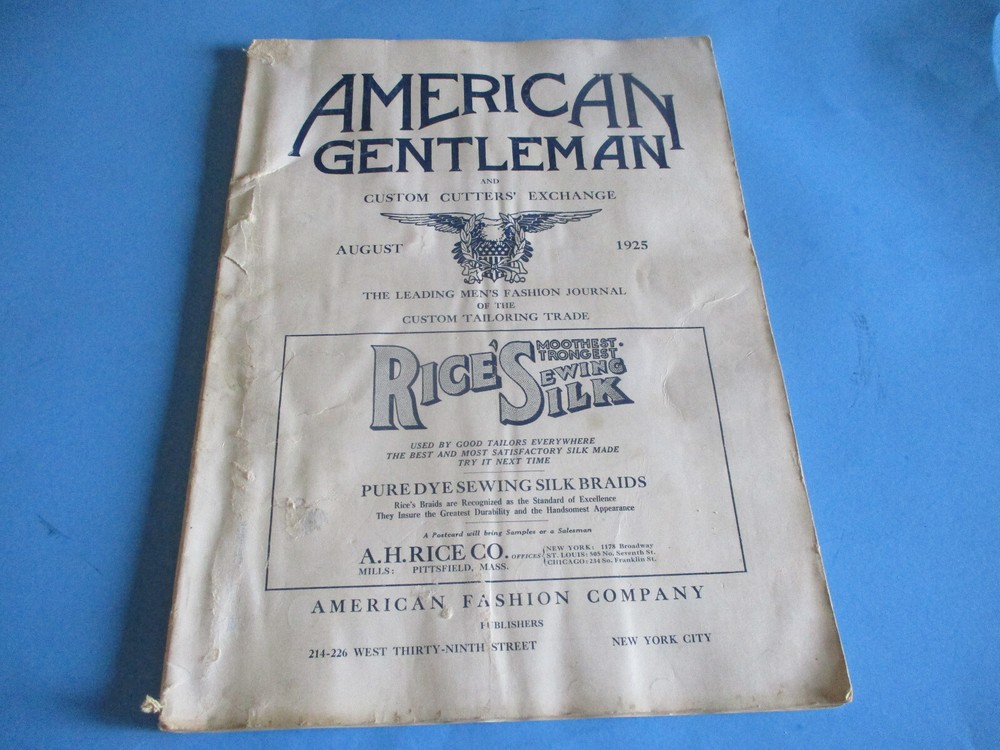 AMERICAN
GENTLEMAN
AND
CUSTOM CUTTERS' EXCHANGE
AUGUST 1925
THE LEADING MEN'S FASHION JOURNAL
OF THE
CUSTOM TAILORING TRADE
RICE'S MOOTHEST.
TRONGEST
EWING
ILK
USED BY GOOD TAILORS EVERYWHERE
THE BEST AND MOST SATISFACTORY SILK MADE
TRY IT NEXT TIME
PURE DYE SEWING SILK BRAIDS
Rice's Braids are Recognized as the Standard of Excellence
They Insure the Greatest Durability and the Handsomest Appearance
A Postcard will bring Samples or a Salesman
A.H.RICE CO. OFFICES: NEW YORK: 1178 Broadway
ST. LOUIS: 505 No. Seventh St.
CHICAGO: 234 So. Franklin St.
MILLS: PITTSFIELD, MASS.
AMERICAN FASHION COMPANY
PUBLISHERS
214-226 WEST THIRTY-NINTH STREET NEW YORK CITY